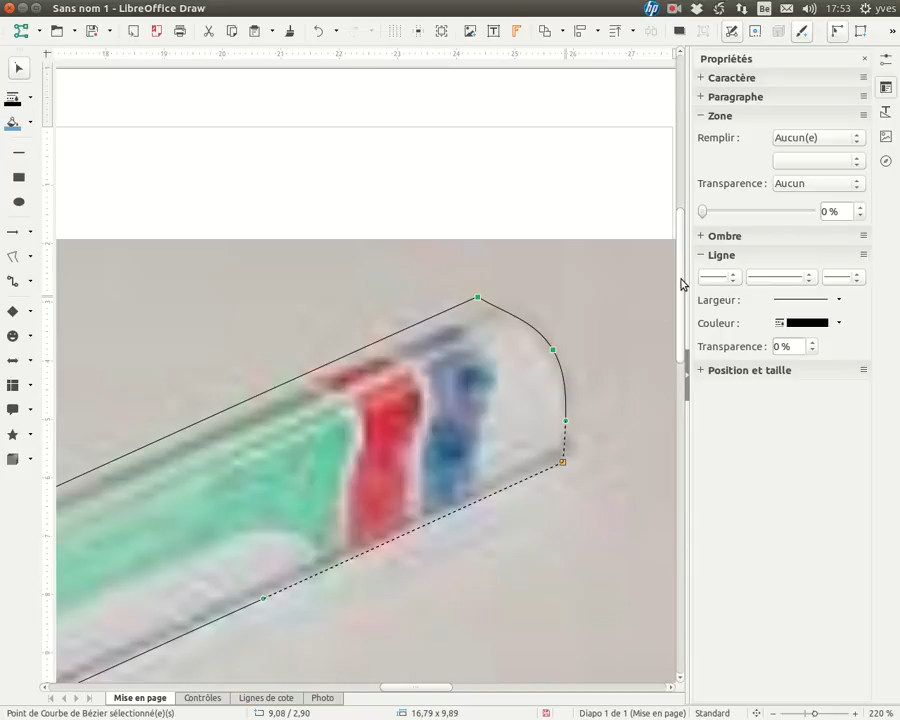 Sans nom 1 - LibreOffice Draw
Be
17:53
yves
Propriétés
Caractère
Paragraphe
Zone
Remplir :
Aucun(e)
Transparence :
Aucun
0 %
Ombre
Ligne
Largeur :
Couleur :
Transparence :
0 %
Position et taille
Mise en page
Contrôles
Lignes de cote
Photo
Point de Courbe de Bézier sélectionné(e)(s)
9,08 / 2,90
16,79 x 9,89
Diapo 1 de 1 (Mise en page)
Standard
220 %